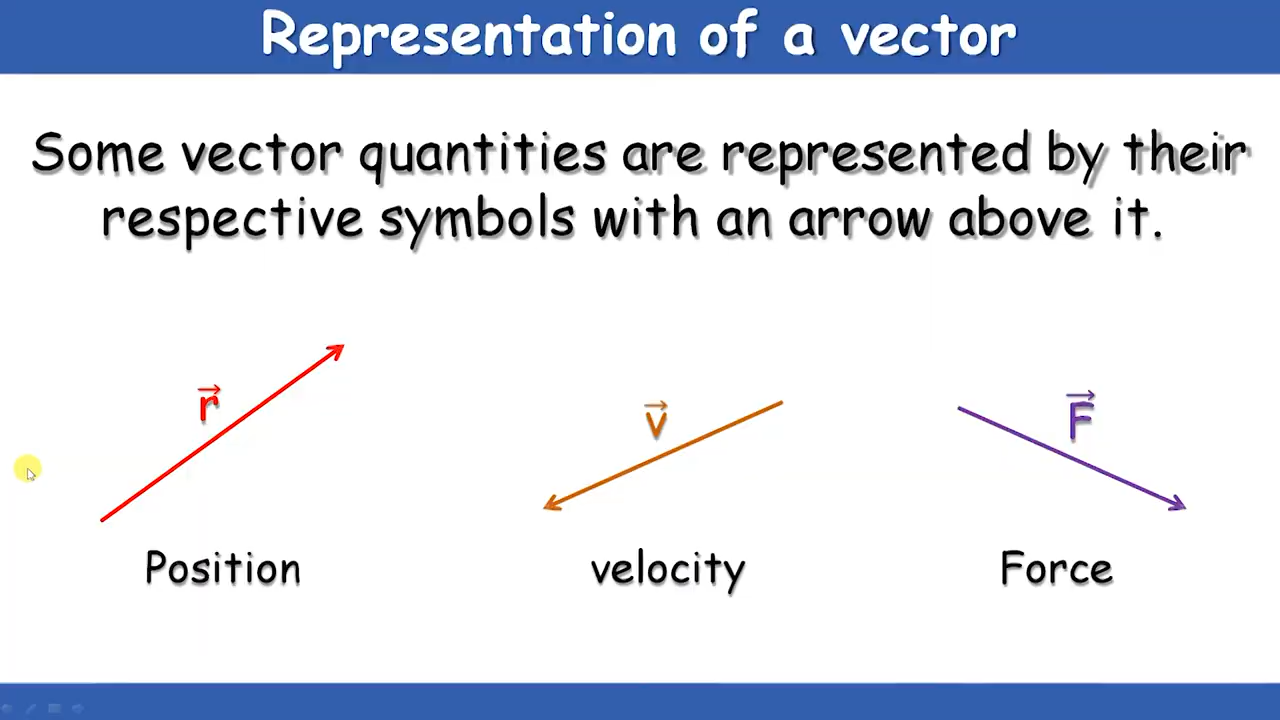 Representation of a vector
Some vector quantities are represented by their
respective symbols with an arrow above it.
r⃗
v⃗
F⃗
Position
velocity
Force